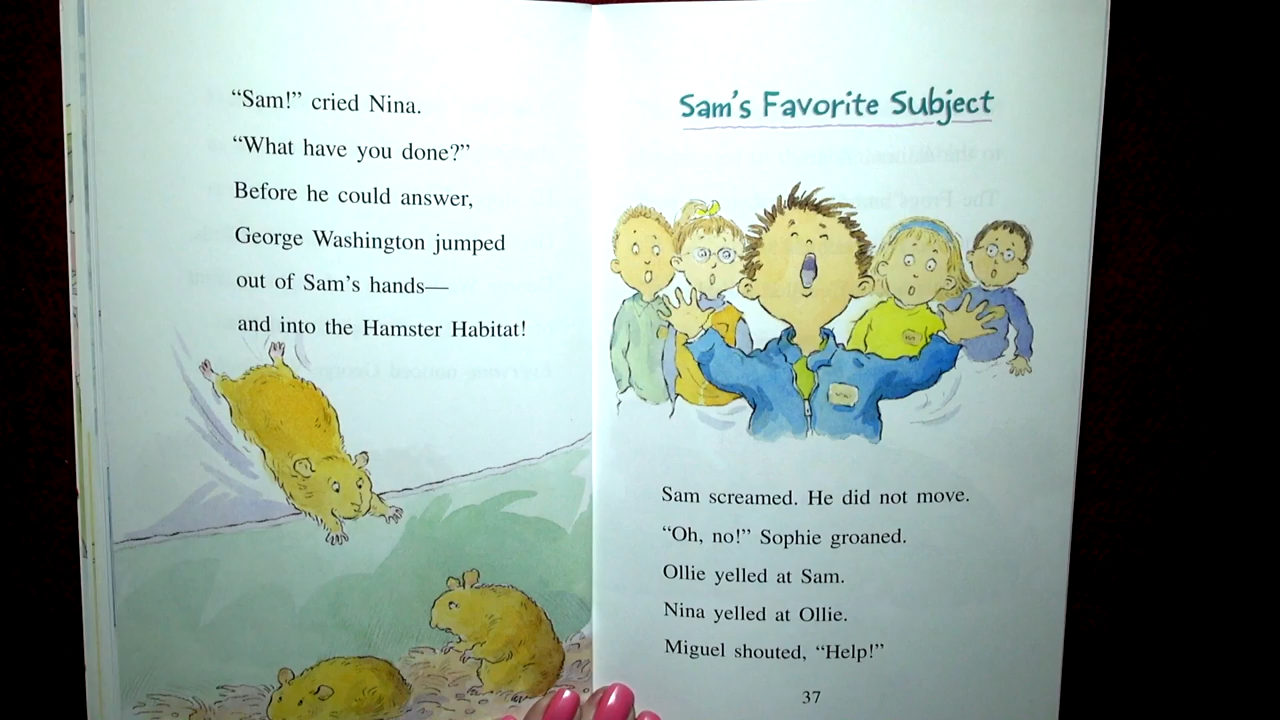 “Sam!” cried Nina.
“What have you done?”
Before he could answer,
George Washington jumped
out of Sam’s hands—
and into the Hamster Habitat!
Sam’s Favorite Subject
Sam screamed. He did not move.
“Oh, no!” Sophie groaned.
Ollie yelled at Sam.
Nina yelled at Ollie.
Miguel shouted, “Help!”
37